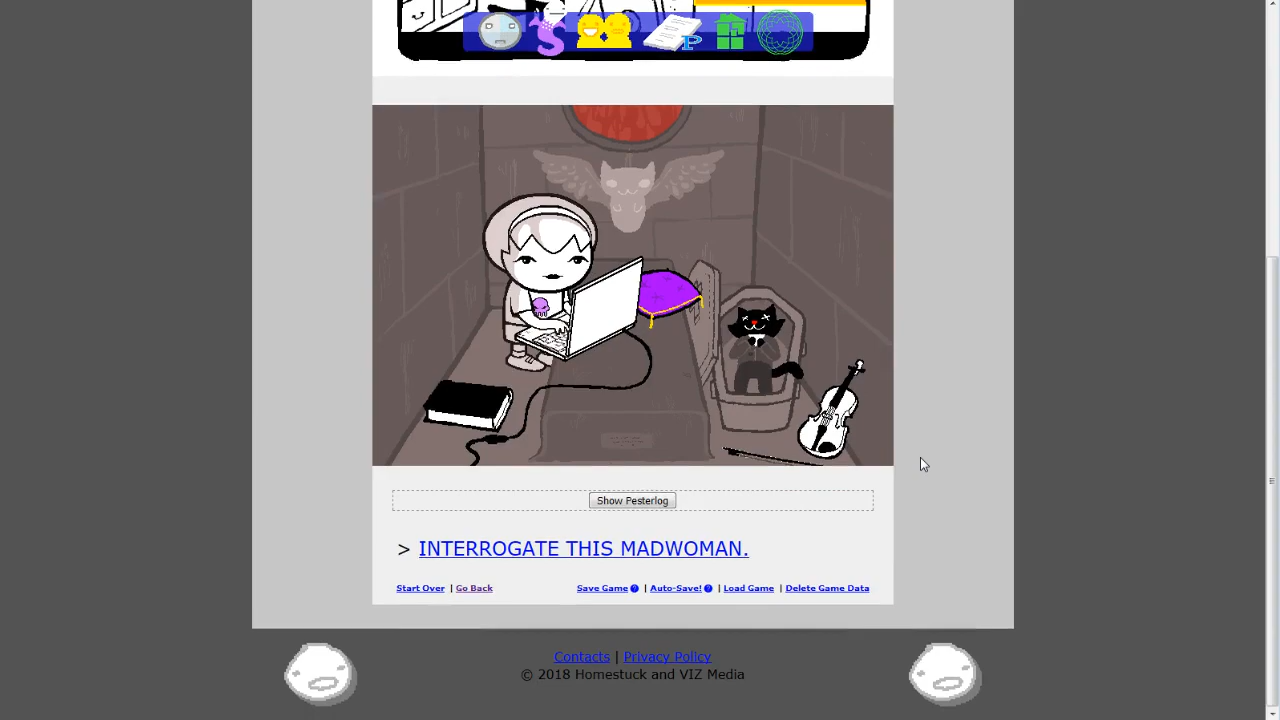 Show Pesterlog
> INTERROGATE THIS MADWOMAN.
Start Over | Go Back Save Game ? | Auto-Save! ? | Load Game | Delete Game Data
Contacts | Privacy Policy
© 2018 Homestuck and VIZ Media